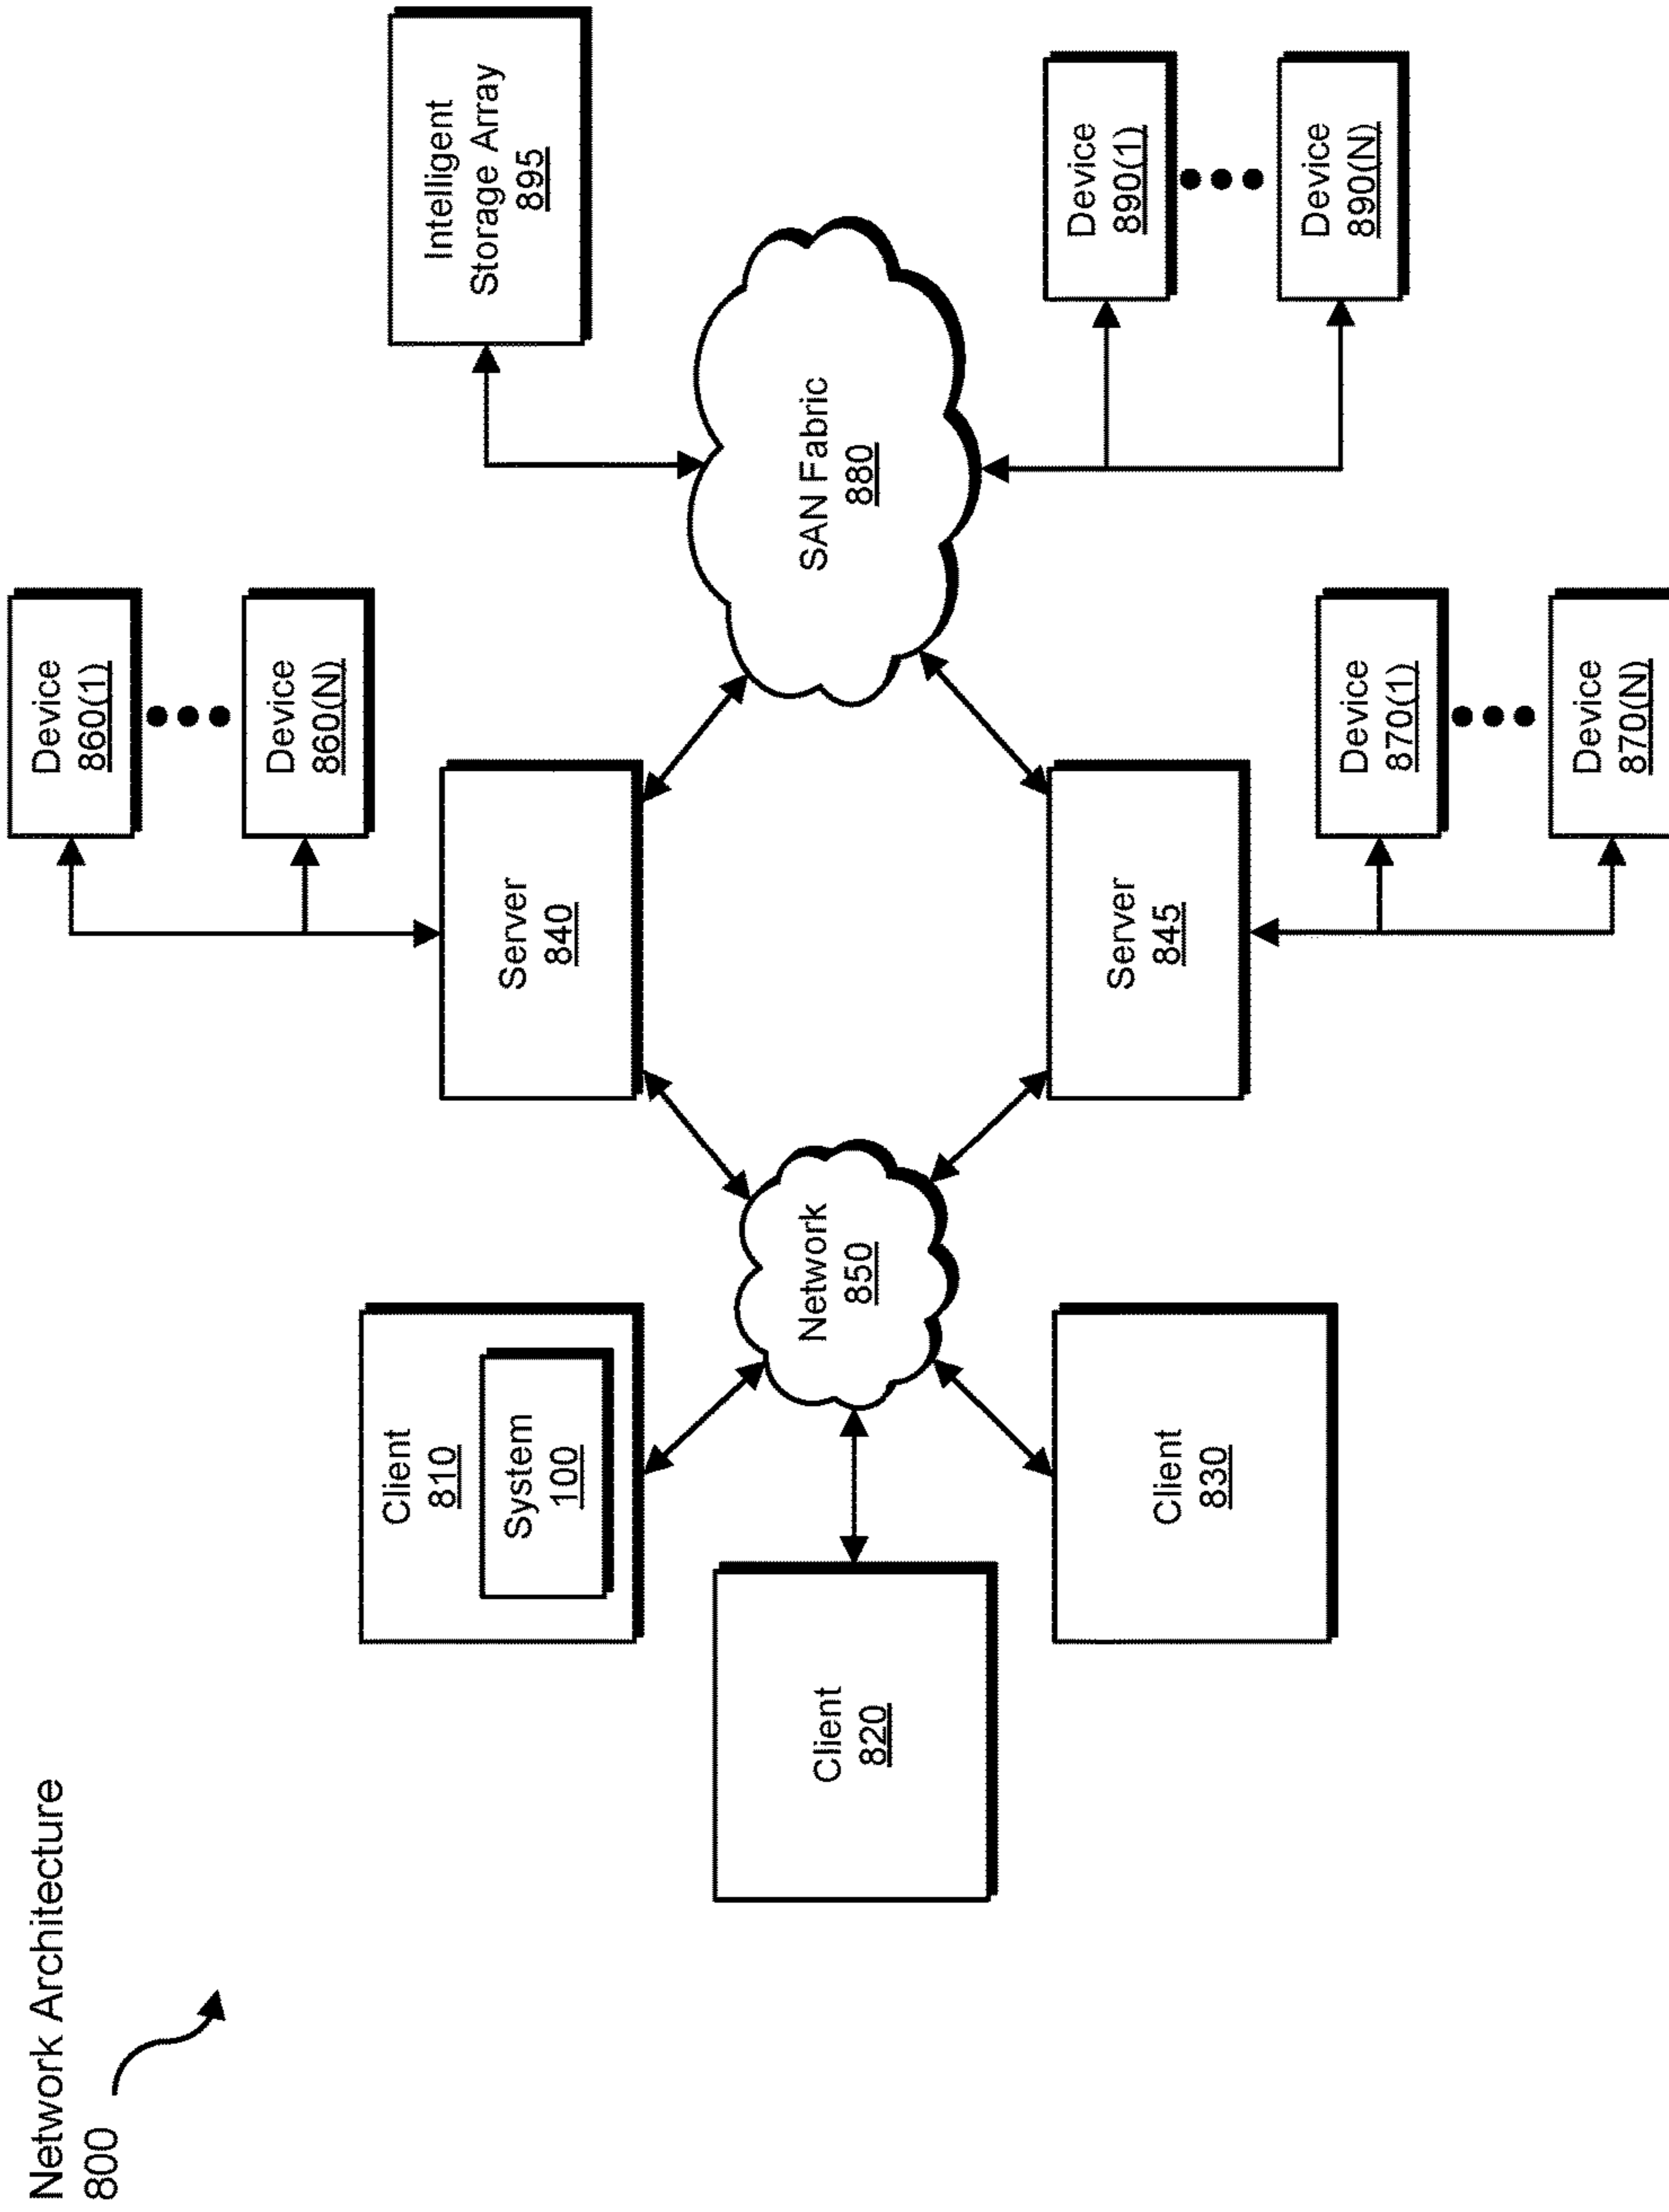 Network Architecture
800
Client
810
System
100
Client
820
Client
830
Network
850
Server
840
Server
845
Device
860(1)
Device
860(N)
Device
870(1)
Device
870(N)
SAN Fabric
880
Intelligent
Storage Array
895
Device
890(1)
Device
890(N)